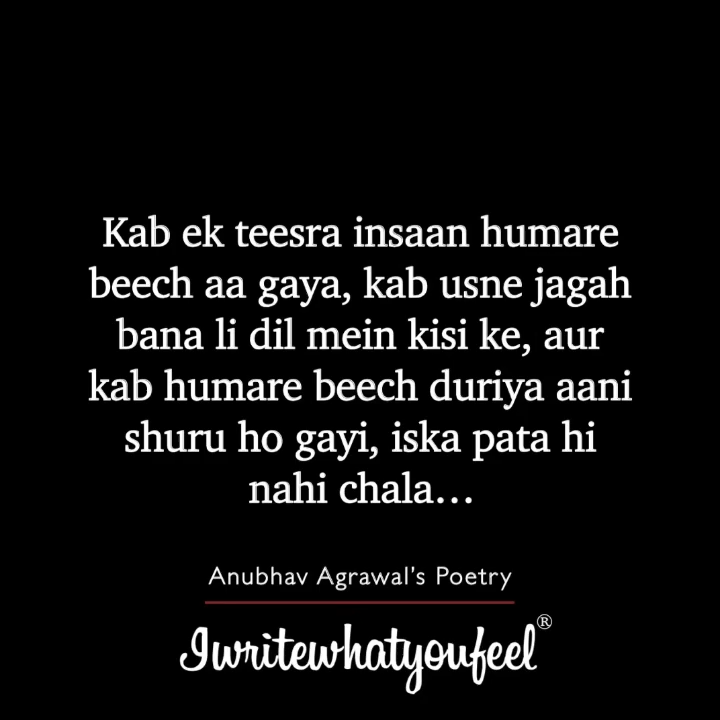 Kab ek teesra insaan humare
beech aa gaya, kab usne jagah
bana li dil mein kisi ke, aur
kab humare beech duriya aani
shuru ho gayi, iska pata hi
nahi chala...
Anubhav Agrawal's Poetry
Iwritewhatyoufeel®